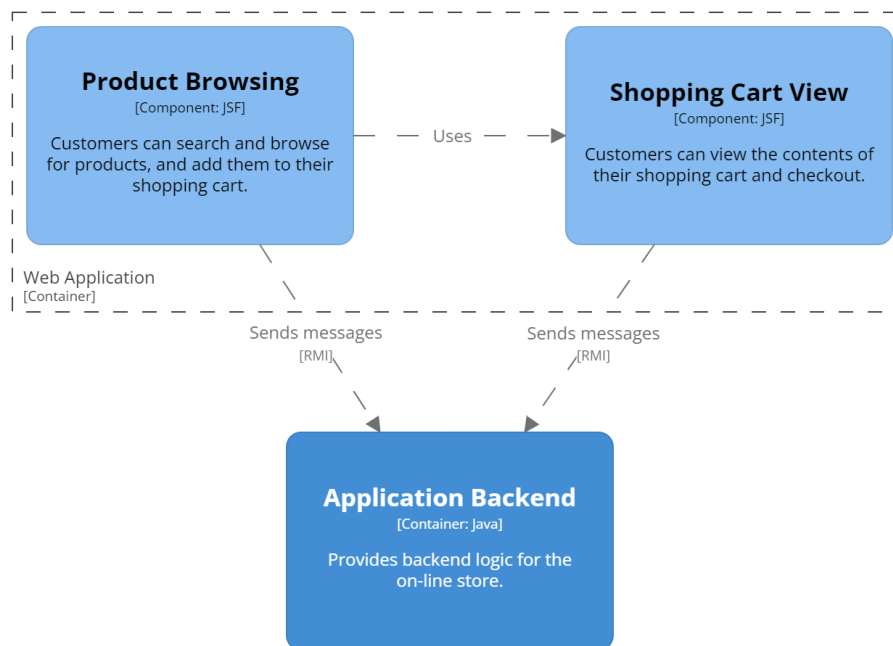 Product Browsing
[Component: JSF]
Customers can search and browse
for products, and add them to their
shopping cart.
Uses
Shopping Cart View
[Component: JSF]
Customers can view the contents of
their shopping cart and checkout.
Web Application
[Container]
Sends messages
[RMI]
Sends messages
[RMI]
Application Backend
[Container: Java]
Provides backend logic for the
on-line store.